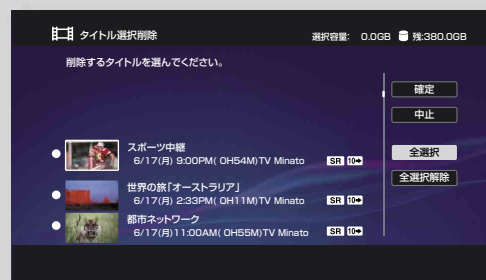 タイトル選択削除
選択容量: 0.0GB 残:380.0GB
削除するタイトルを選んでください。
確定
中止
全選択
全選択解除
スポーツ中継
6/17(月) 9:00PM( 0H54M)TV Minato SR 10➜
世界の旅「オーストラリア」
6/17(月) 2:33PM( 0H11M)TV Minato SR 10➜
都市ネットワーク
6/17(月)11:00AM( 0H55M)TV Minato SR 10➜